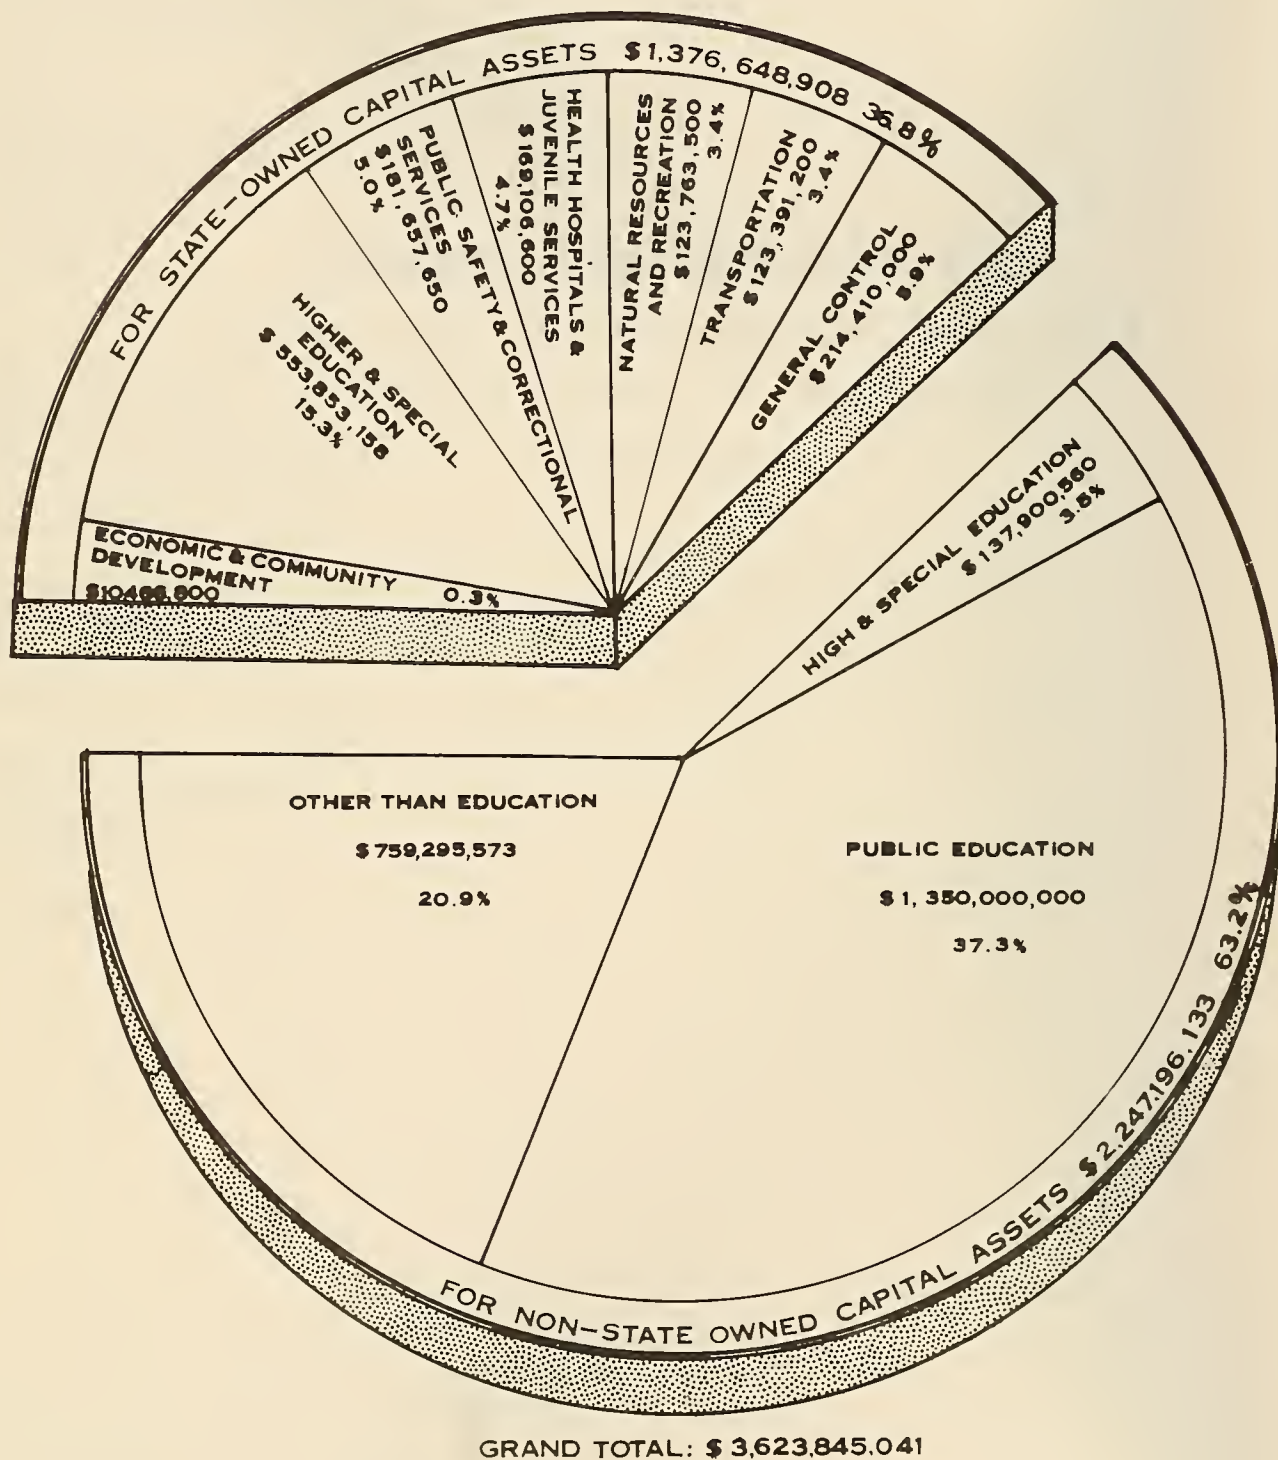 FOR STATE-OWNED CAPITAL ASSETS $1,376,648,908 36.8%
ECONOMIC & COMMUNITY
DEVELOPMENT
0.3%
HIGHER & SPECIAL
EDUCATION
$553,853,158
15.3%
PUBLIC SAFETY & CORRECTIONAL
SERVICES
$181,657,650
5.0%
HEALTH HOSPITALS &
JUVENILE SERVICES
$169,106,600
4.7%
NATURAL RESOURCES
AND RECREATION
$123,763,500
3.4%
TRANSPORTATION
$123,391,200
3.4%
GENERAL CONTROL
$214,410,000
5.9%
HIGH & SPECIAL EDUCATION
$137,900,560
3.5%
OTHER THAN EDUCATION
$759,295,573
20.9%
PUBLIC EDUCATION
$1,350,000,000
37.3%
FOR NON-STATE OWNED CAPITAL ASSETS $2,247,196,133 63.2%
GRAND TOTAL: $3,623,845,041